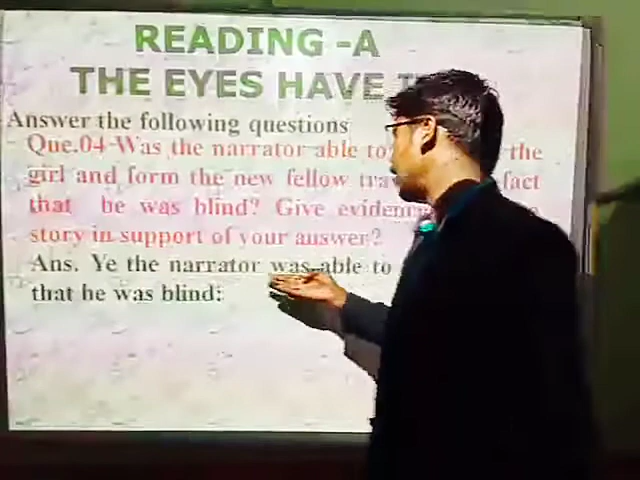 READING -A
THE EYES HAVE
Answer the following questions
Que.04 Was the narrator able to the
girl and form the new fellow fact
that he was blind? Give
story in support of your answer?
Ans. Ye the narrator was able to
that he was blind: